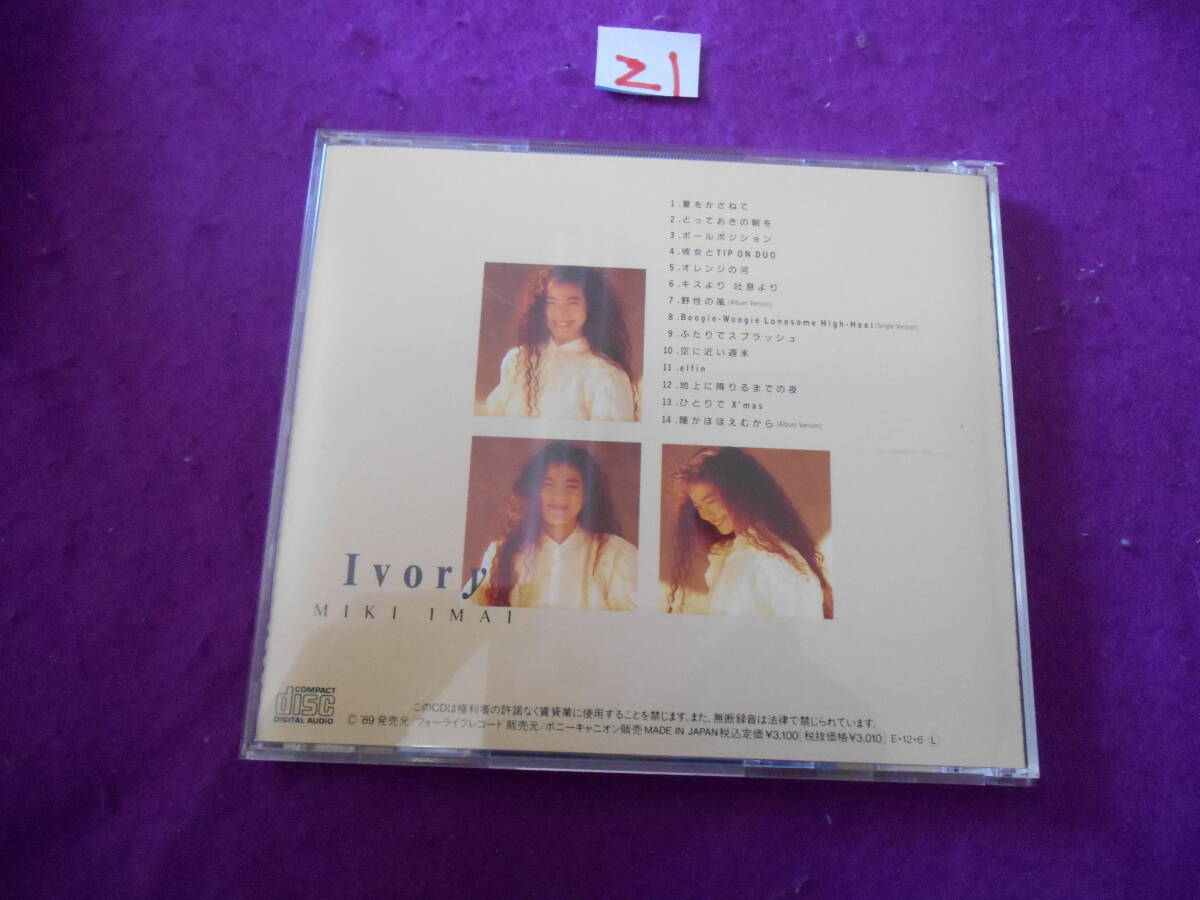 21
1.夏をかさねて
2.とっておきの朝を
3.ポールポジション
4.彼女とTIP ON DUO
5.オレンジの河
6.キスより 吐息より
7.野性の風(Album Version)
8.Boogie-Woogie Lonesome High-Heel(Single Version)
9.ふたりでスプラッシュ
10.空に近い週末
11.elfin
12.地上に降りるまでの夜
13.ひとりで X'mas
14.瞳がほほえむから(Album Version)
Ivory
MIKI IMAI
COMPACT
disc
DIGITAL AUDIO
このCDは権利者の許諾なく賃貸業に使用することを禁じます。また、無断録音は法律で禁じられています。
©'89 発売元/フォーライフレコード 販売元/ポニーキャニオン販売 MADE IN JAPAN 税込定価¥3,100[税抜価格¥3,010] E・12・6 Ⓛ